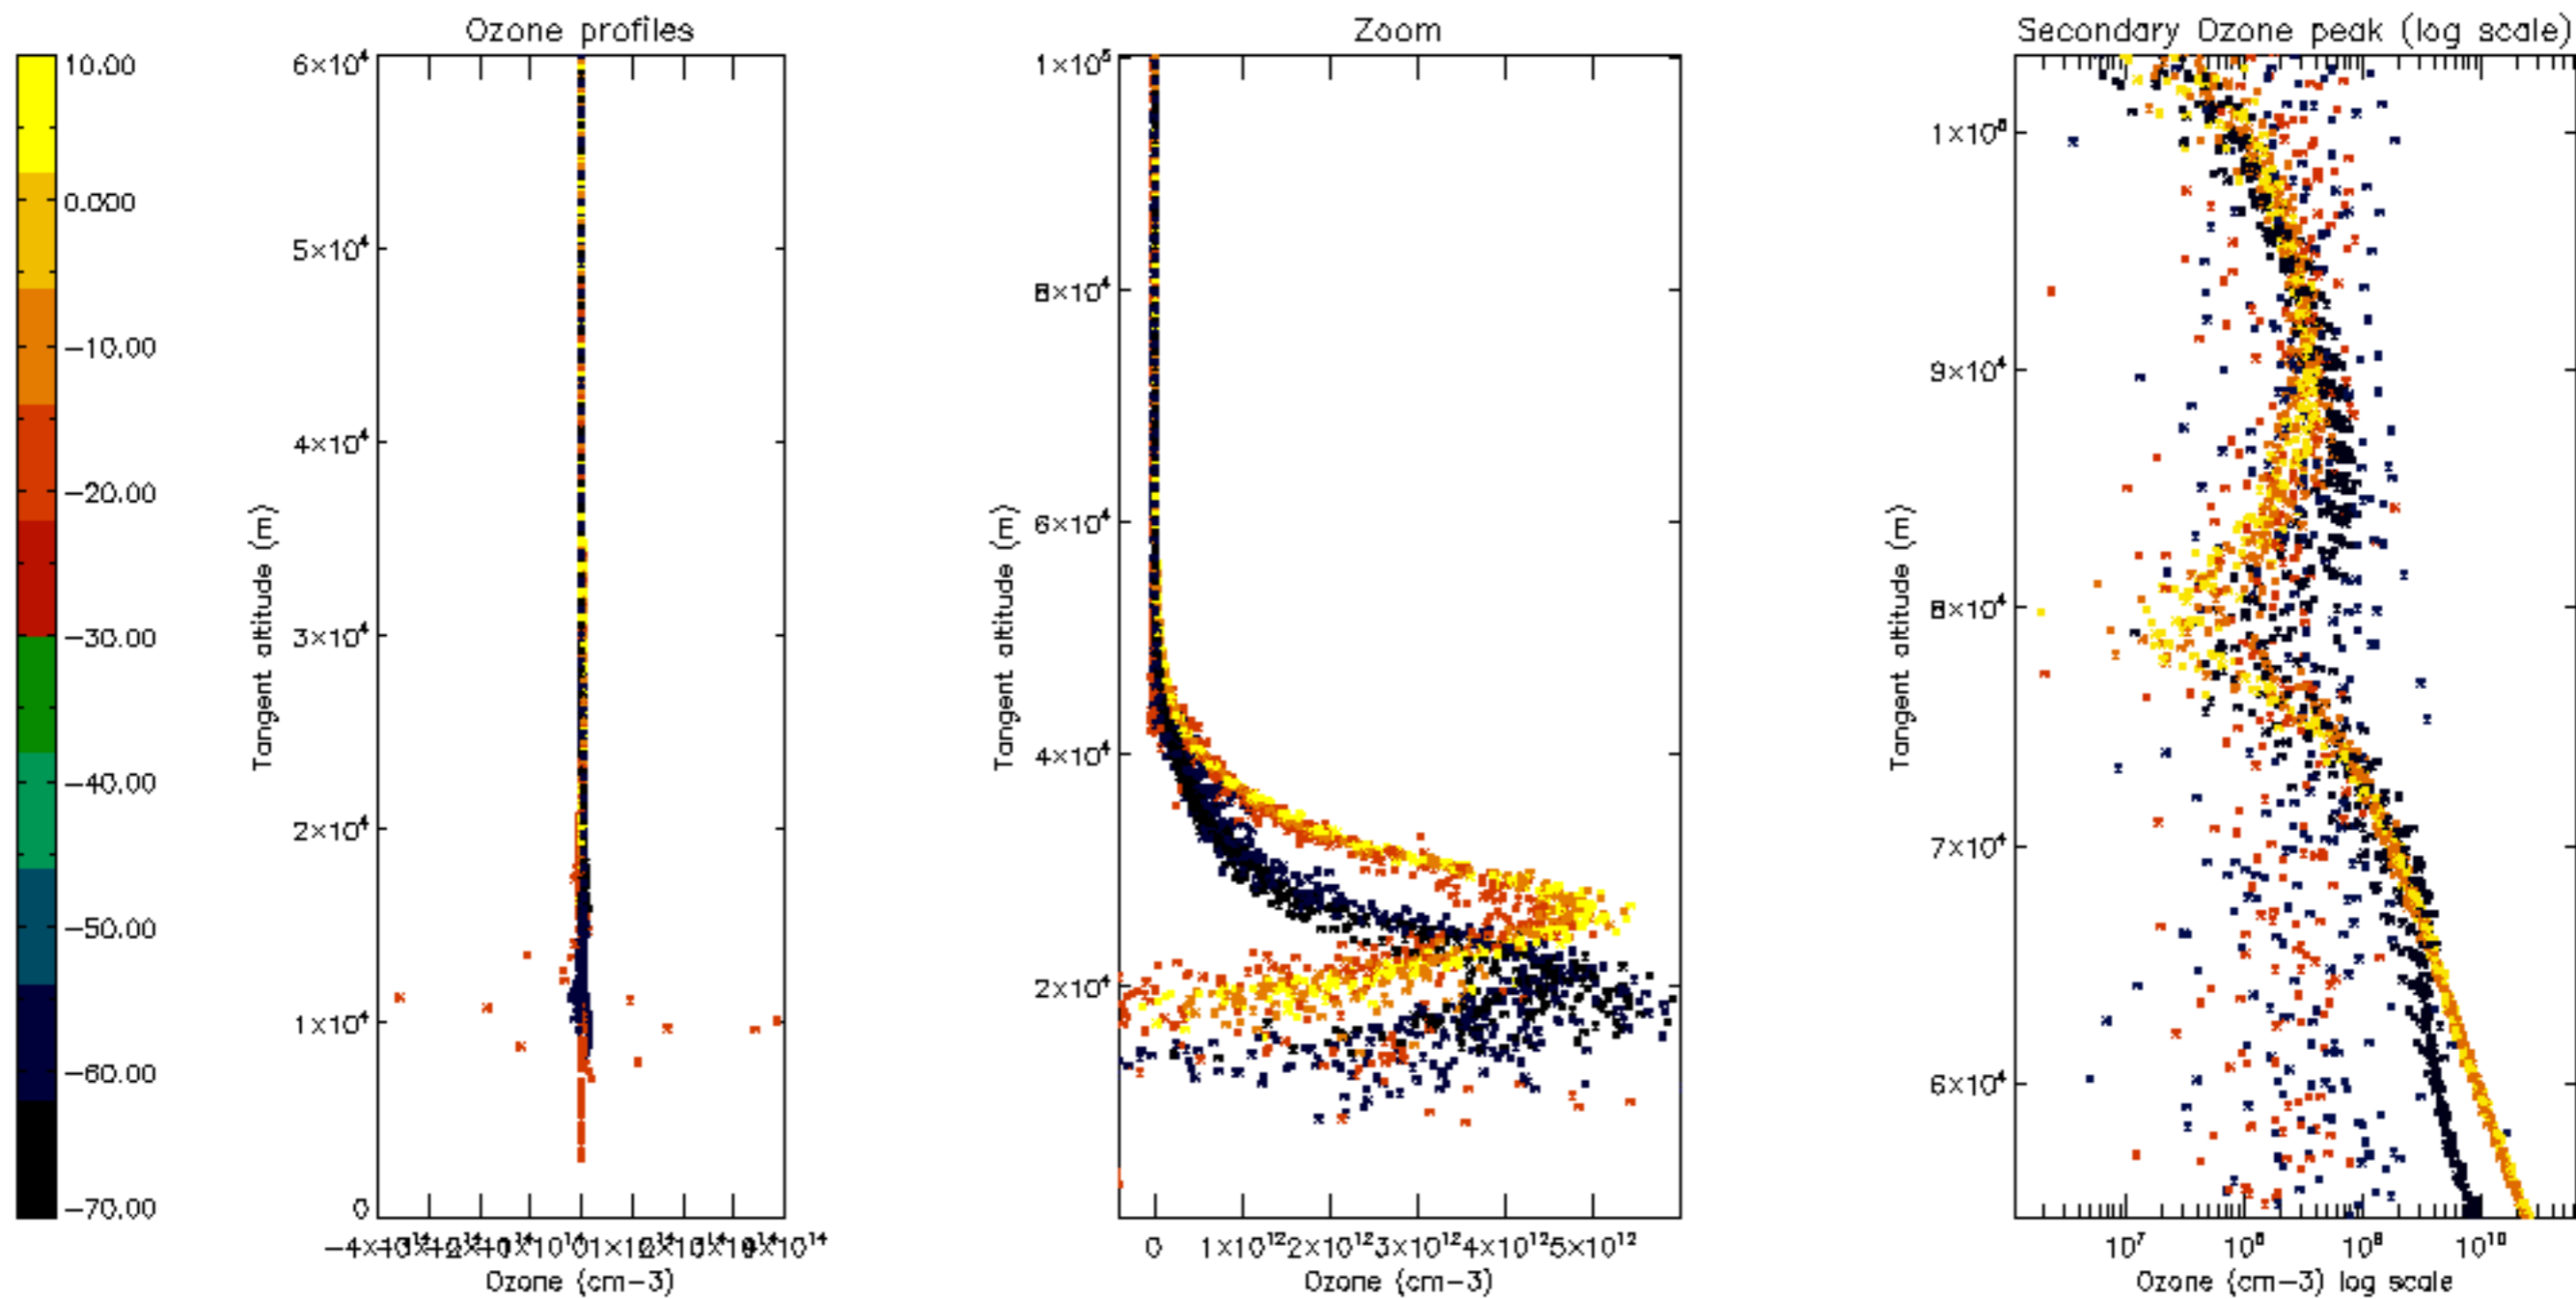 Ozone profiles
Zoom
Secondary Ozone peak (log scale)
10.00
0.000
−10.00
−20.00
−30.00
−40.00
−50.00
−60.00
−70.00
6×10⁴
5×10⁴
4×10⁴
3×10⁴
2×10⁴
1×10⁴
0
Tangent altitude (m)
Ozone (cm−3)
1×10⁵
8×10⁴
6×10⁴
4×10⁴
2×10⁴
Tangent altitude (m)
0 1×10¹² 2×10¹² 3×10¹² 4×10¹² 5×10¹²
Ozone (cm−3)
9×10⁴
8×10⁴
7×10⁴
6×10⁴
Tangent altitude (m)
10⁷ 10⁸ 10⁹ 10¹⁰
Ozone (cm−3) log scale